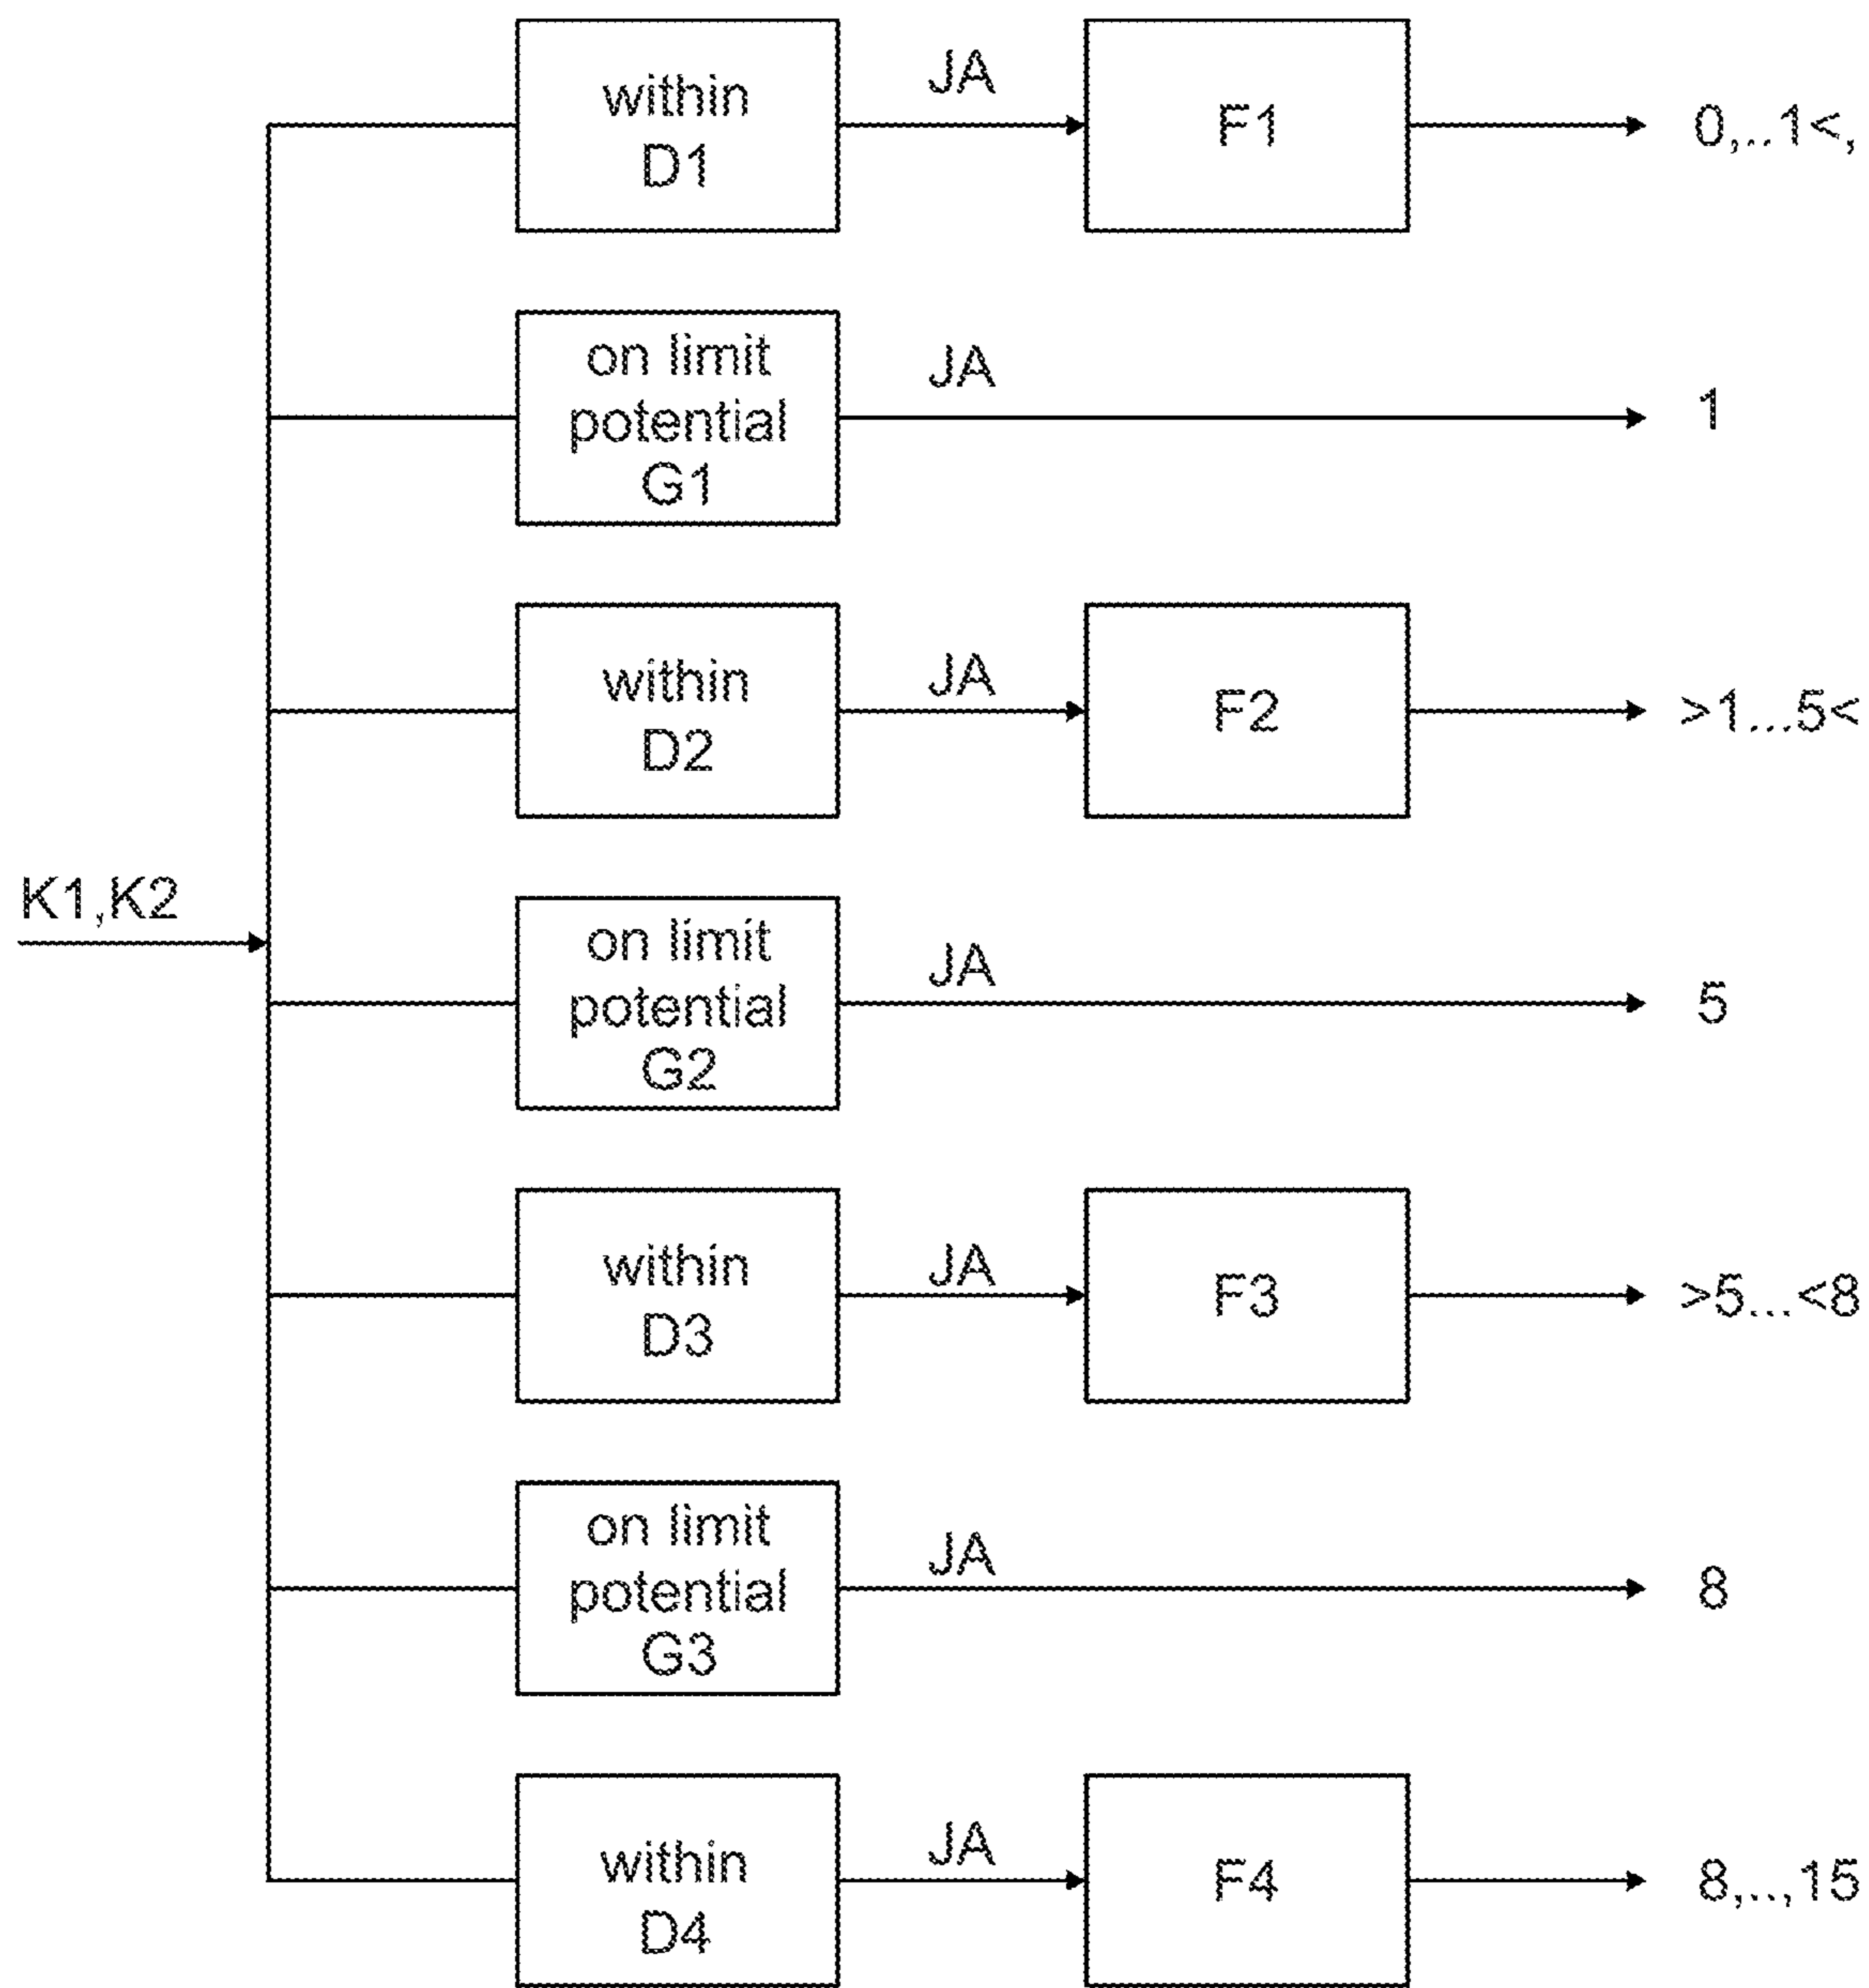 within
D1
JA
F1
0,..1<,
on limit
potential
G1
JA
1
within
D2
JA
F2
>1...5<
K1,K2
on limit
potential
G2
JA
5
within
D3
JA
F3
>5...<8
on limit
potential
G3
JA
8
within
D4
JA
F4
8,..,15